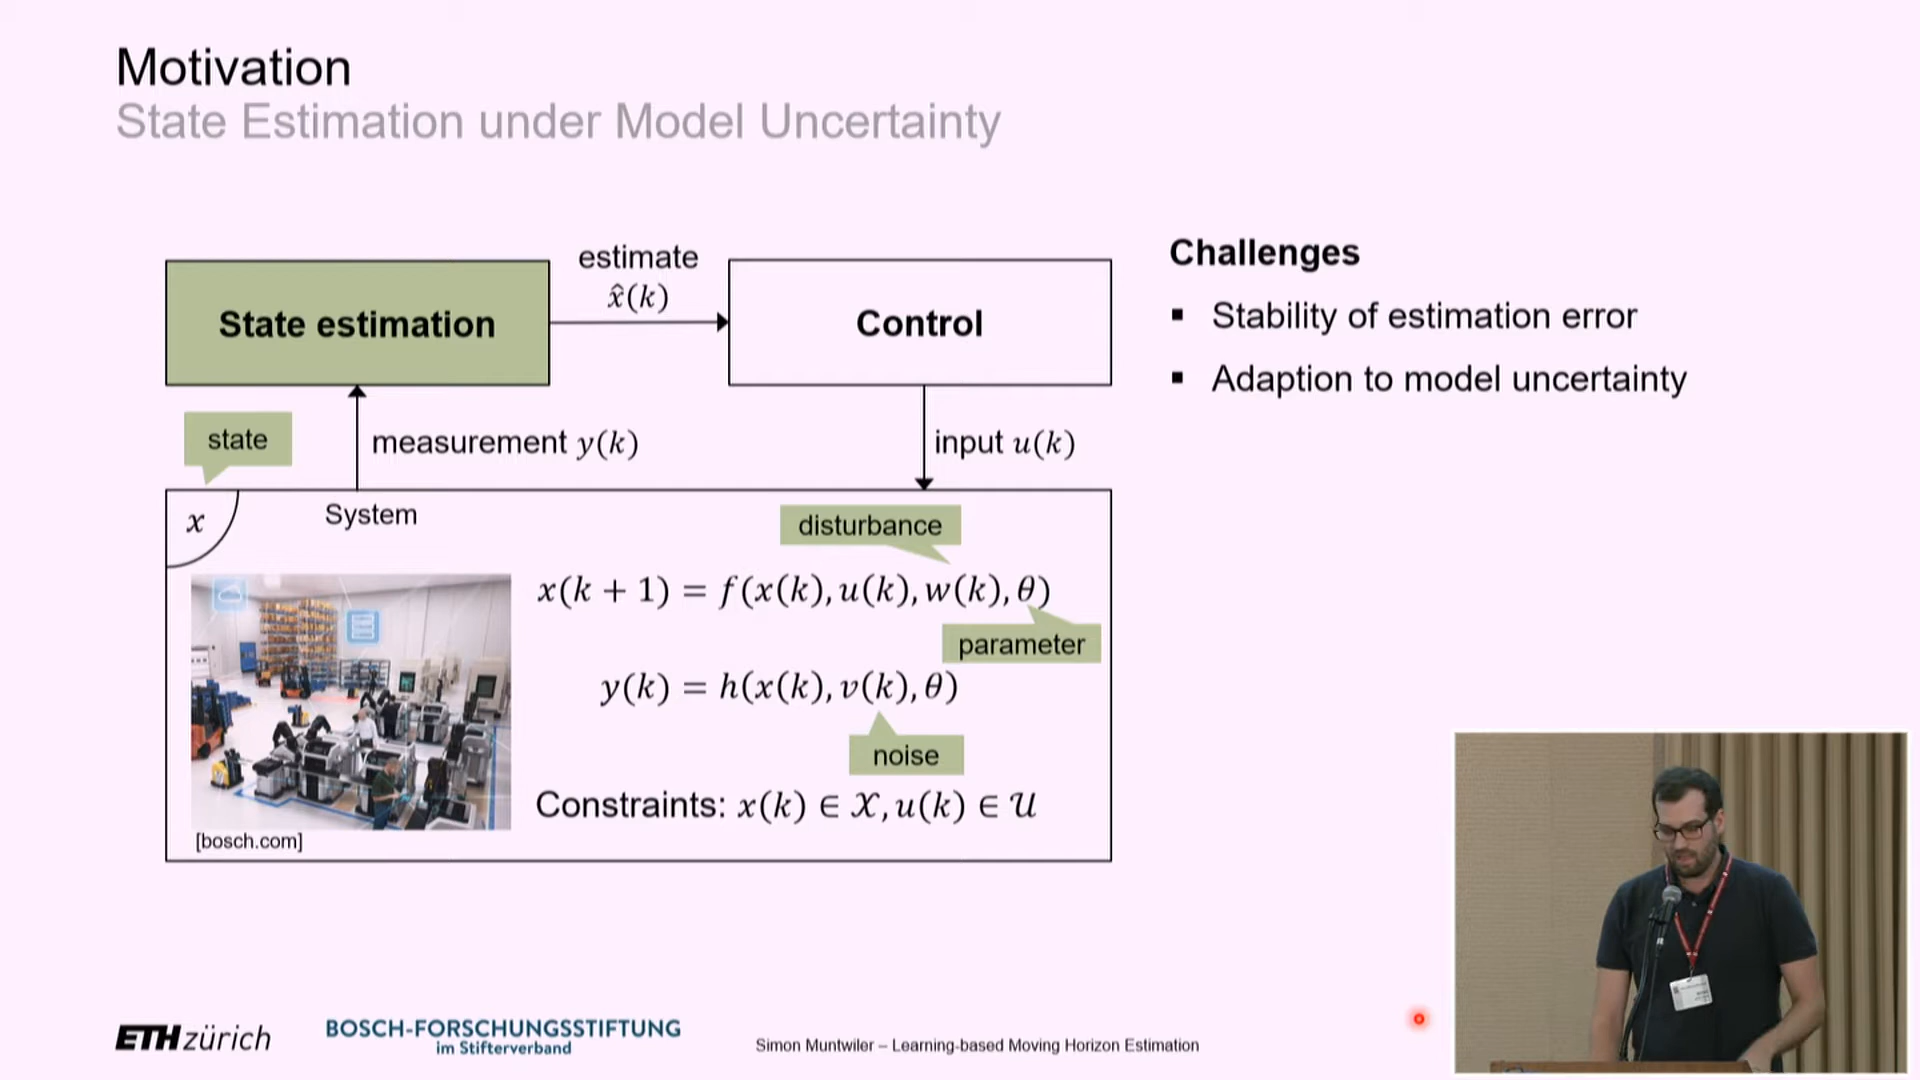 Motivation
State Estimation under Model Uncertainty
State estimation
estimate
x̂(k)
Control
Challenges
▪ Stability of estimation error
▪ Adaption to model uncertainty
state
measurement y(k)
input u(k)
x
System
disturbance
x(k + 1) = f(x(k), u(k), w(k), θ)
parameter
y(k) = h(x(k), v(k), θ)
noise
Constraints: x(k) ∈ 𝒳, u(k) ∈ 𝒰
[bosch.com]
ETH zürich
BOSCH-FORSCHUNGSSTIFTUNG
im Stifterverband
Simon Muntwiler – Learning-based Moving Horizon Estimation